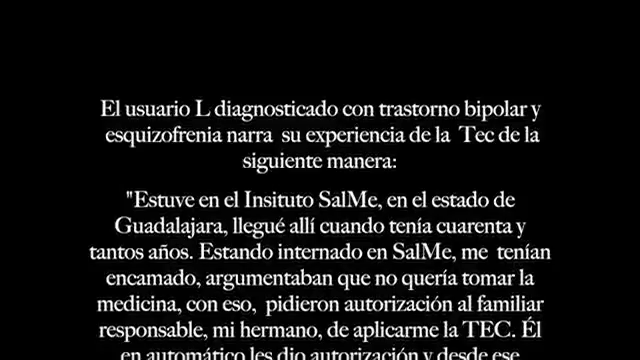 El usuario L diagnosticado con trastorno bipolar y
esquizofrenia narra su experiencia de la Tec de la
siguiente manera:
"Estuve en el Insituto SalMe, en el estado de
Guadalajara, llegué allí cuando tenía cuarenta y
tantos años. Estando internado en SalMe, me tenían
encamado, argumentaban que no quería tomar la
medicina, con eso, pidieron autorización al familiar
responsable, mi hermano, de aplicarme la TEC. Él
en automático les dio autorización y desde ese